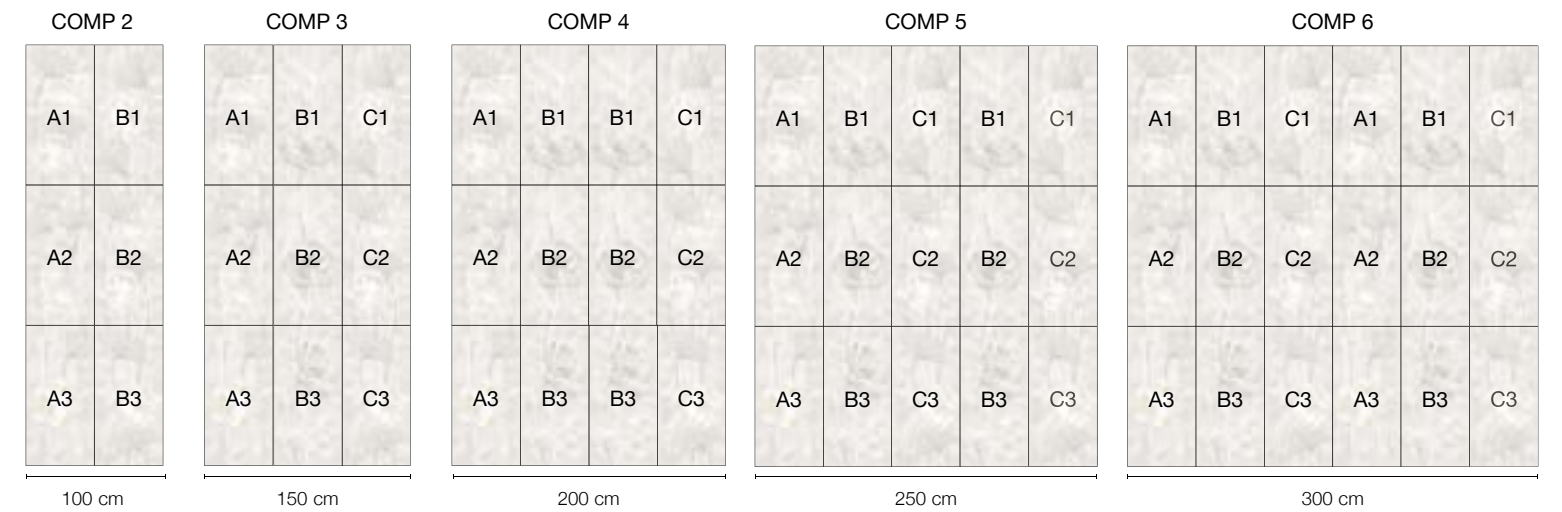 COMP 2 COMP 3 COMP 4 COMP 5 COMP 6
A1 B1 A1 B1 C1 A1 B1 B1 C1 A1 B1 C1 B1 C1 A1 B1 C1 A1 B1 C1
A2 B2 A2 B2 C2 A2 B2 B2 C2 A2 B2 C2 B2 C2 A2 B2 C2 A2 B2 C2
A3 B3 A3 B3 C3 A3 B3 B3 C3 A3 B3 C3 B3 C3 A3 B3 C3 A3 B3 C3
100 cm 150 cm 200 cm 250 cm 300 cm